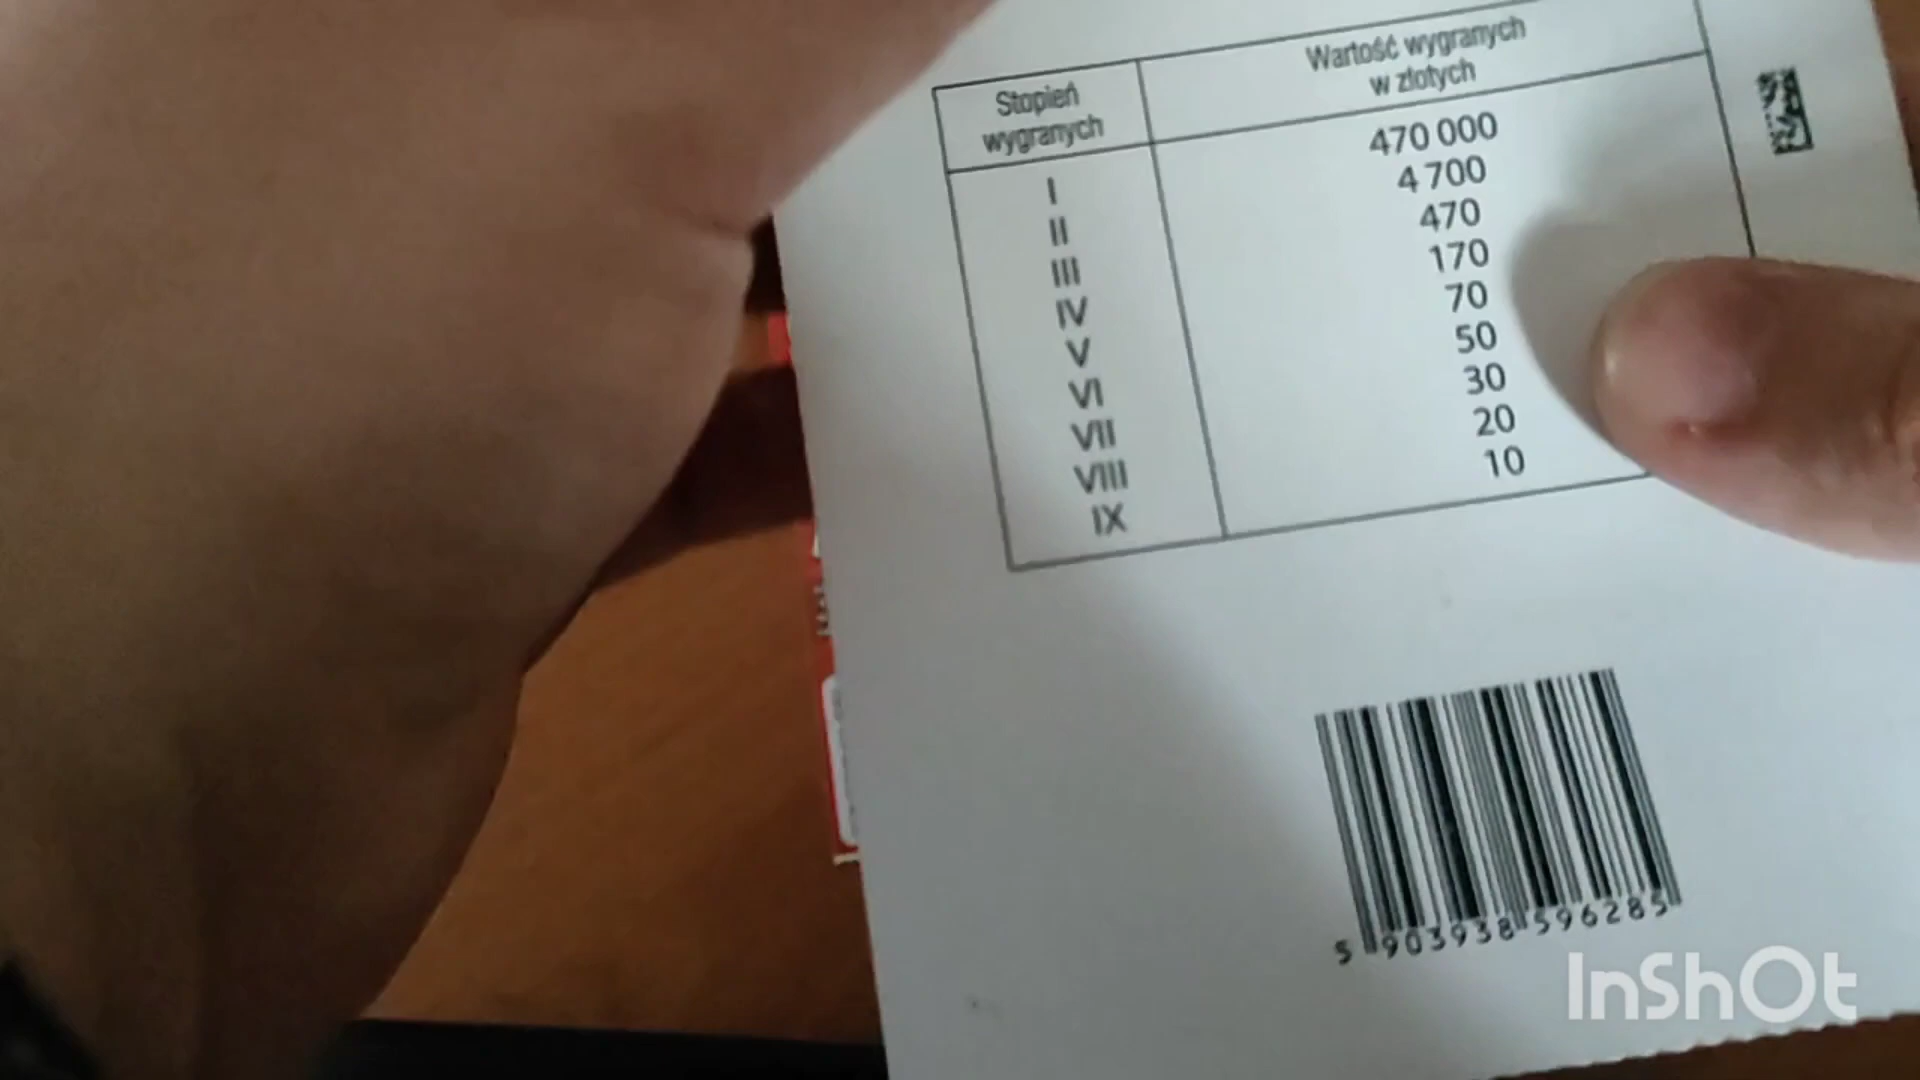 Stopień wygranych
Wartość wygranych w złotych
I 470 000
II 4 700
III 470
IV 170
V 70
VI 50
VII 30
VIII 20
IX 10
5 903938 596285
InShOt